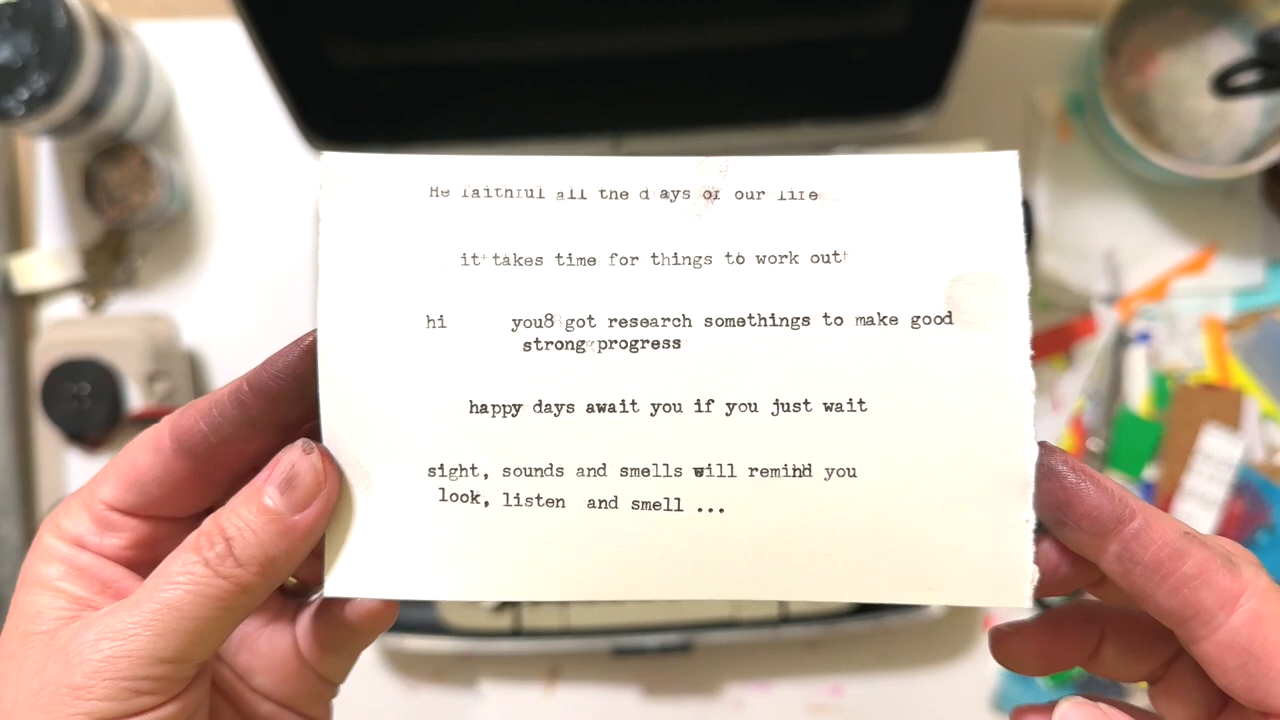 He faithful all the d ays of our life
it takes time for things to work out
hi you8 got research somethings to make good
strong progress
happy days await you if you just wait
sight, sounds and smells will remind you
look, listen and smell ...